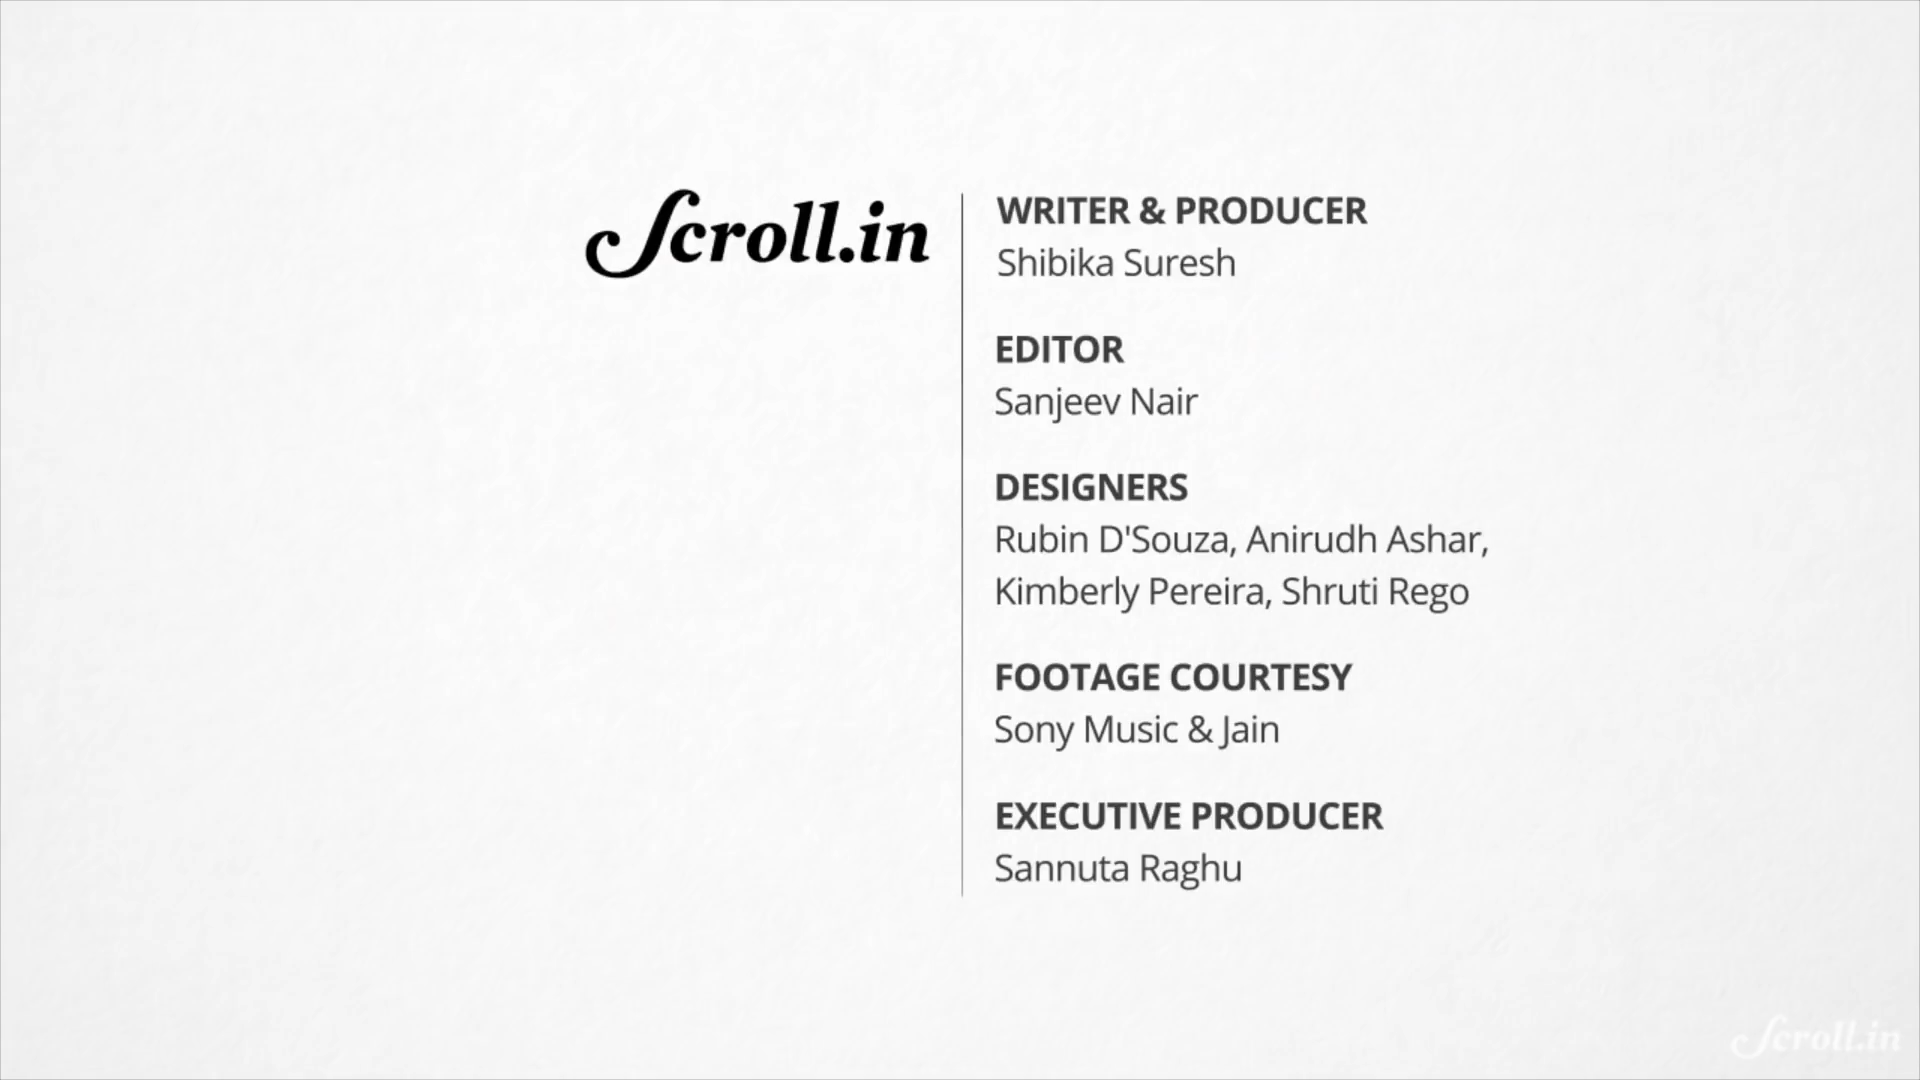 Scroll.in
WRITER & PRODUCER
Shibika Suresh
EDITOR
Sanjeev Nair
DESIGNERS
Rubin D'Souza, Anirudh Ashar,
Kimberly Pereira, Shruti Rego
FOOTAGE COURTESY
Sony Music & Jain
EXECUTIVE PRODUCER
Sannuta Raghu
Scroll.in